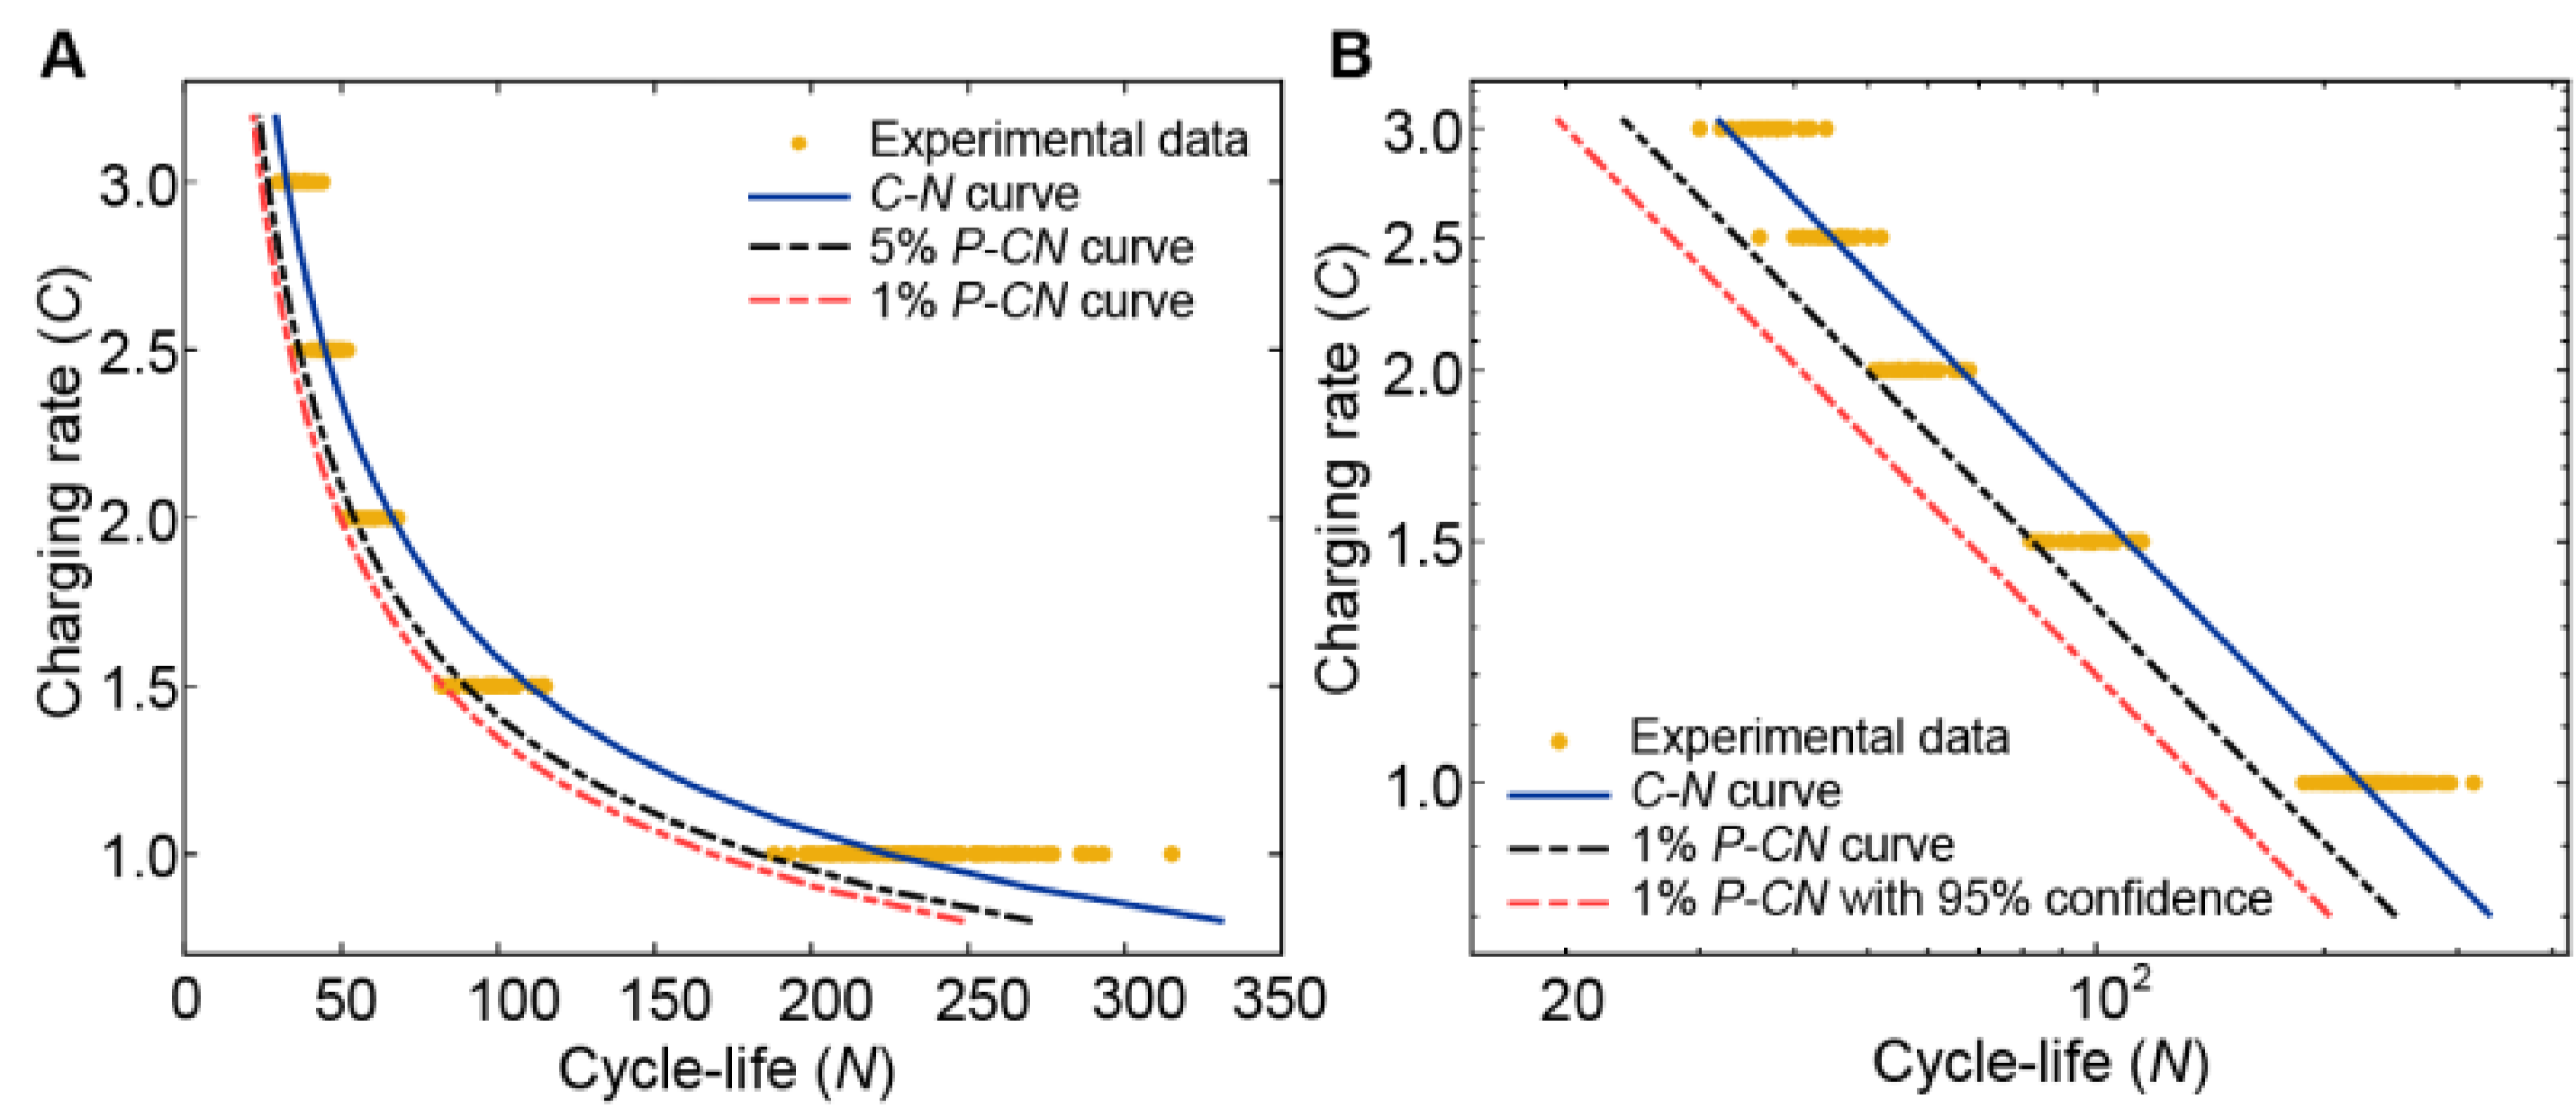 A
Charging rate (C)
3.0
2.5
2.0
1.5
1.0
0 50 100 150 200 250 300 350
Cycle-life (N)
Experimental data
C-N curve
5% P-CN curve
1% P-CN curve
B
Charging rate (C)
3.0
2.5
2.0
1.5
1.0
20 10²
Cycle-life (N)
Experimental data
C-N curve
1% P-CN curve
1% P-CN with 95% confidence